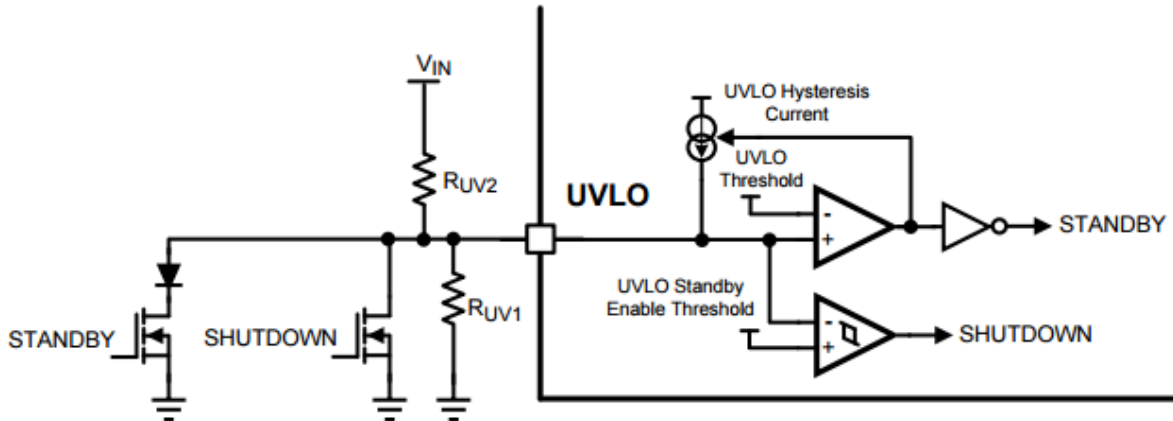 VIN
UVLO Hysteresis
Current
UVLO
Threshold
RUV2
UVLO
-
+
STANDBY
UVLO Standby
Enable Threshold
RUV1
-
+
SHUTDOWN
STANDBY
SHUTDOWN